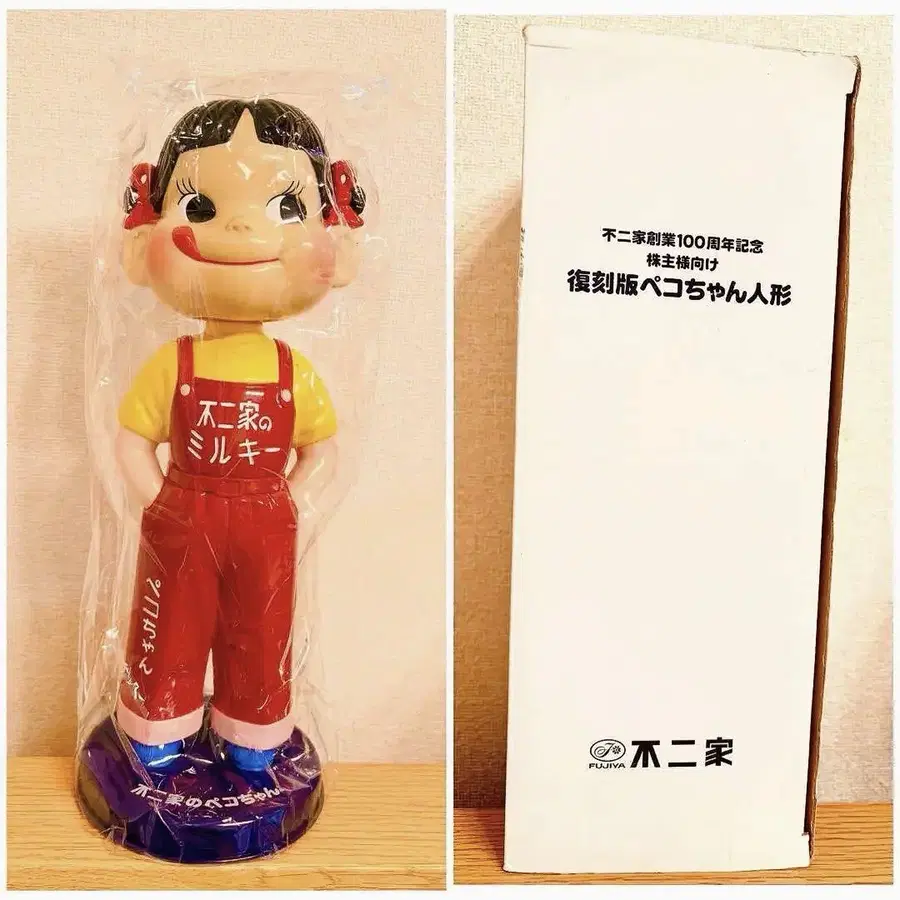 不二家の
ミルキー
ペコちゃん
不二家のペコちゃん
不二家創業100周年記念
株主様向け
復刻版ペコちゃん人形
FUJIYA 不二家